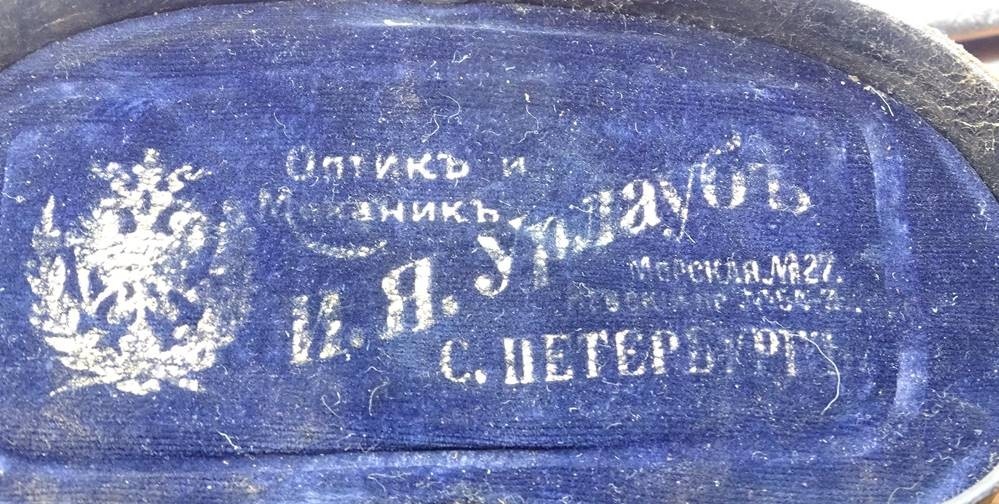 Оптикъ и
Механикъ
И. Я. Урлаубъ
Морская, №27.
С. ПЕТЕРБУРГЪ